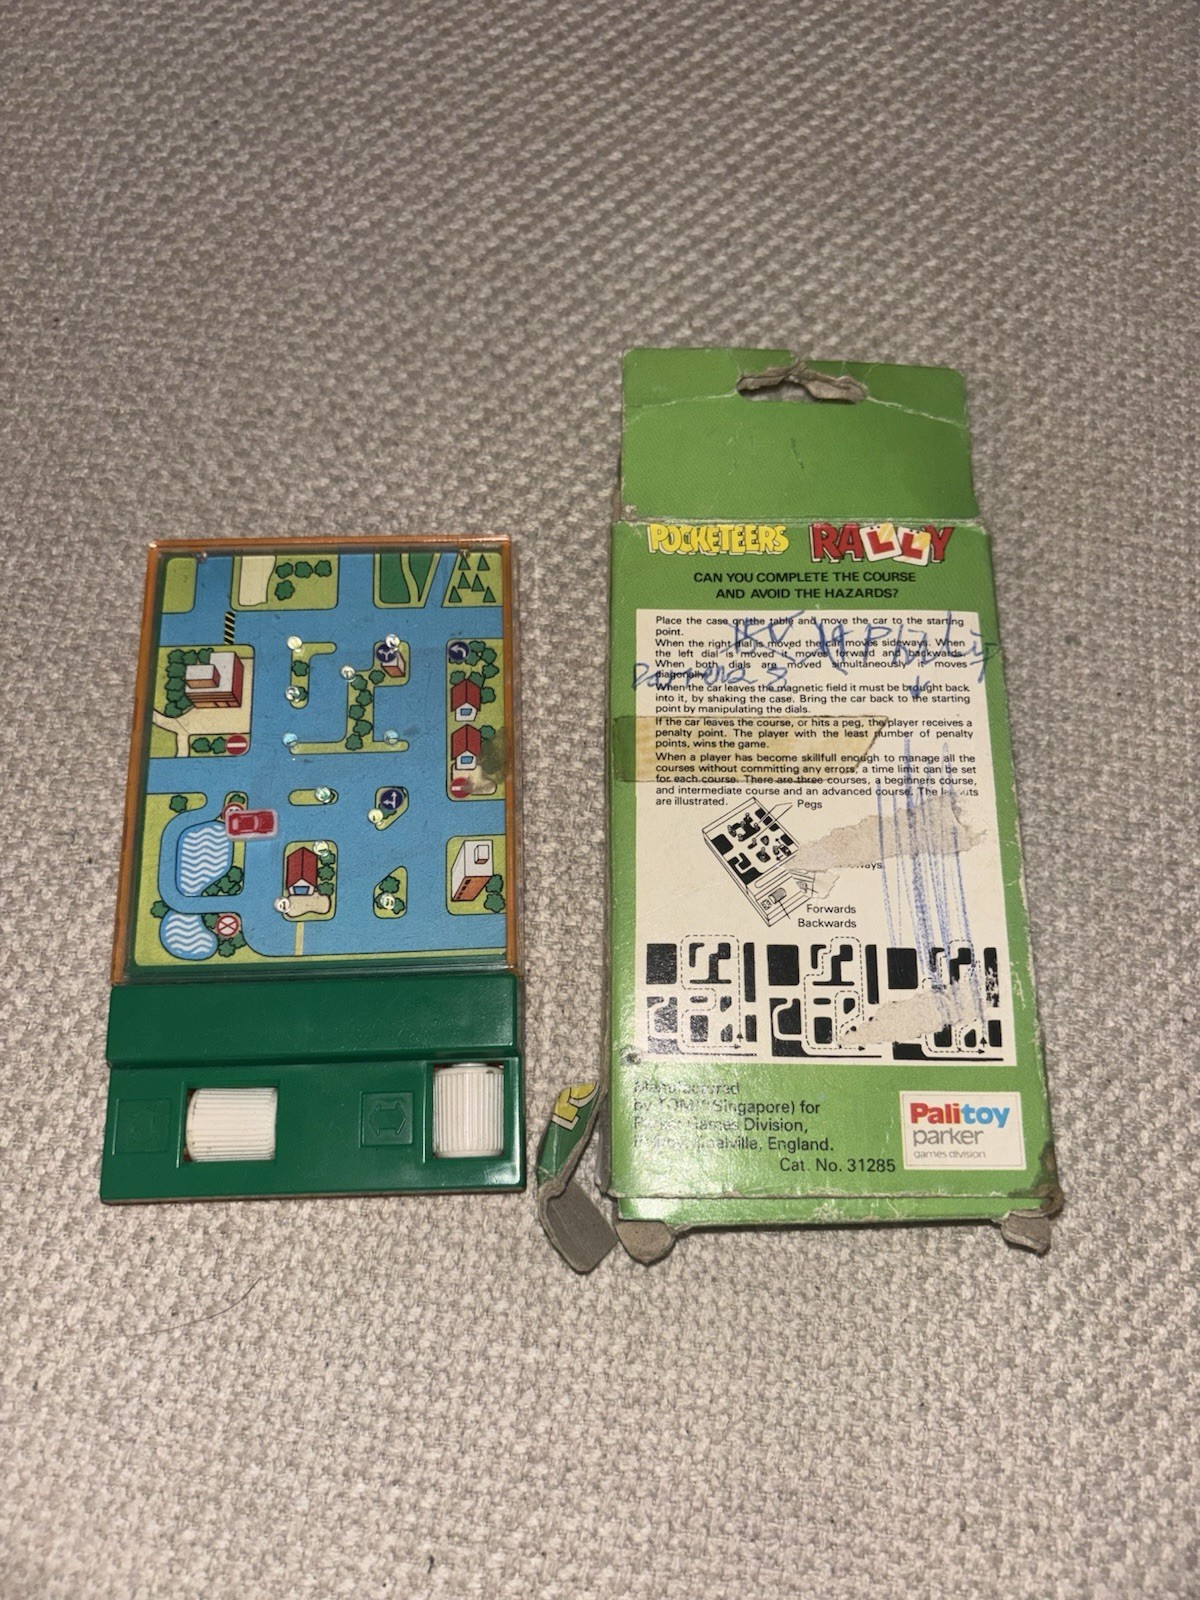 POCKETEERS RALLY
CAN YOU COMPLETE THE COURSE
AND AVOID THE HAZARDS?
Place the case on the table and move the car to the starting
point.
When the right dial is moved the car moves sideways. When
the left dial is moved it moves forward and backwards.
When both dials are moved simultaneously it moves
diagonally.
When the car leaves the magnetic field it must be brought back
into it, by shaking the case. Bring the car back to the starting
point by manipulating the dials.
If the car leaves the course, or hits a peg, the player receives a
penalty point. The player with the least number of penalty
points, wins the game.
When a player has become skillfull enough to manage all the
courses without committing any errors, a time limit can be set
for each course. There are three courses, a beginners course,
and intermediate course and an advanced course. The
are illustrated.
Pegs
Forwards
Backwards
Manufactured
by TOMY (Singapore) for
Parker Games Division,
England.
Cat. No. 31285
Palitoy
parker
games division